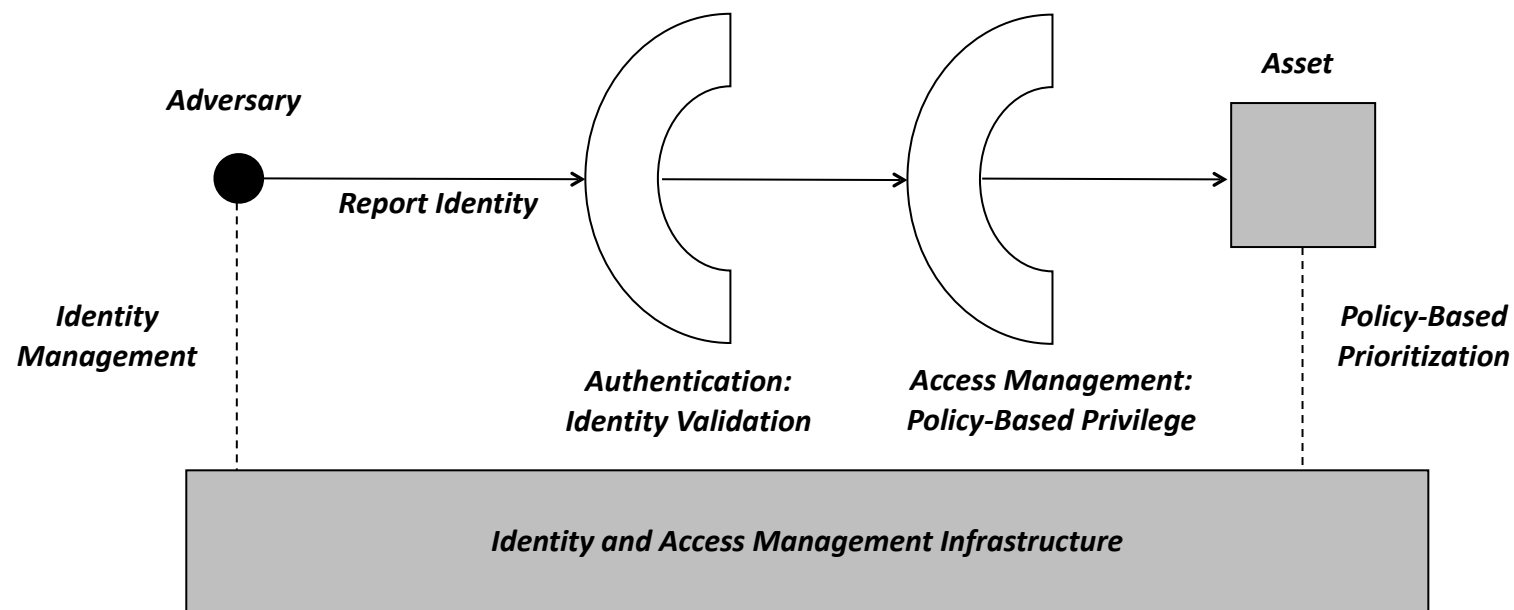 Asset
Adversary
Report Identity
Identity
Management
Policy-Based
Prioritization
Authentication:
Identity Validation
Access Management:
Policy-Based Privilege
Identity and Access Management Infrastructure